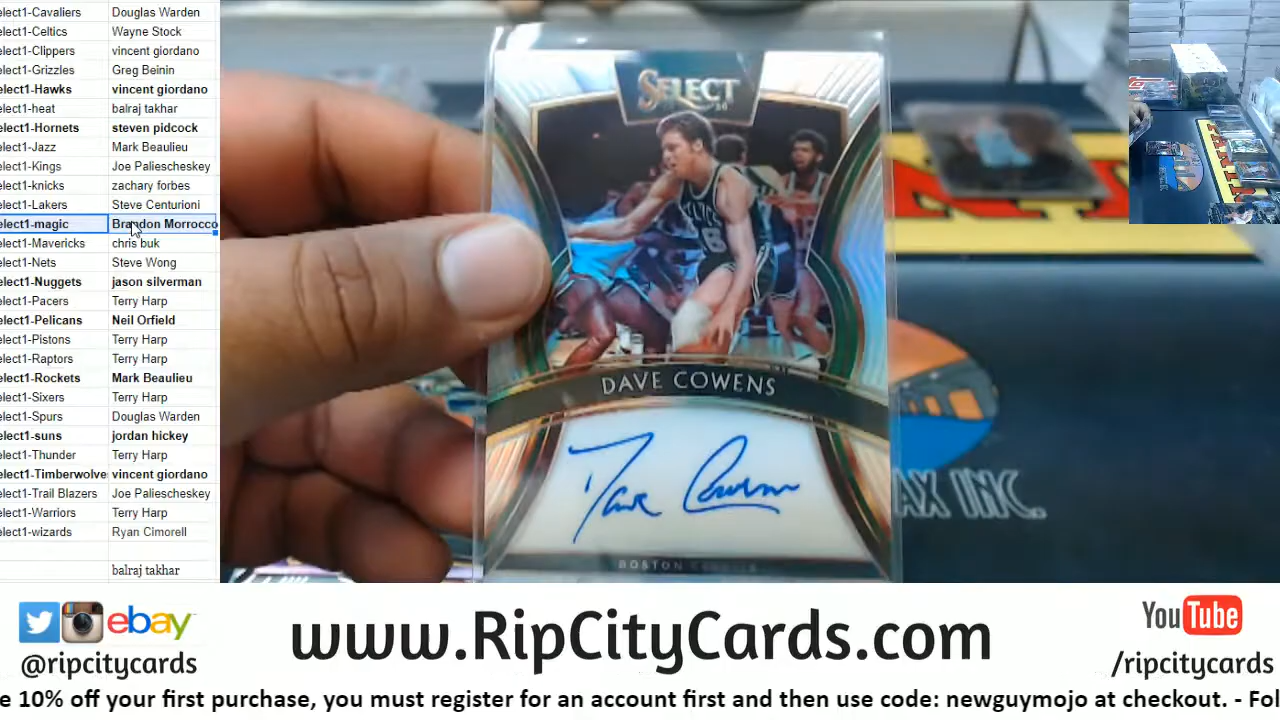 elect1-Cavaliers Douglas Warden
elect1-Celtics Wayne Stock
elect1-Clippers vincent giordano
elect1-Grizzles Greg Beinin
elect1-Hawks vincent giordano
elect1-heat balraj takhar
elect1-Hornets steven pidcock
elect1-Jazz Mark Beaulieu
elect1-Kings Joe Paliescheskey
elect1-knicks zachary forbes
elect1-Lakers Steve Centurioni
elect1-magic Brandon Morrocco
elect1-Mavericks chris buk
elect1-Nets Steve Wong
elect1-Nuggets jason silverman
elect1-Pacers Terry Harp
elect1-Pelicans Neil Orfield
elect1-Pistons Terry Harp
elect1-Raptors Terry Harp
elect1-Rockets Mark Beaulieu
elect1-Sixers Terry Harp
elect1-Spurs Douglas Warden
elect1-suns jordan hickey
elect1-Thunder Terry Harp
elect1-Timberwolve vincent giordano
elect1-Trail Blazers Joe Paliescheskey
elect1-Warriors Terry Harp
elect1-wizards Ryan Cimorell
balraj takhar
SELECT
CELTICS
18
DAVE COWENS
Dave Cowens
BOSTON
AX INC.
ebay
@ripcitycards
www.RipCityCards.com
YouTube
/ripcitycards
e 10% off your first purchase, you must register for an account first and then use code: newguymojo at checkout. - Fol